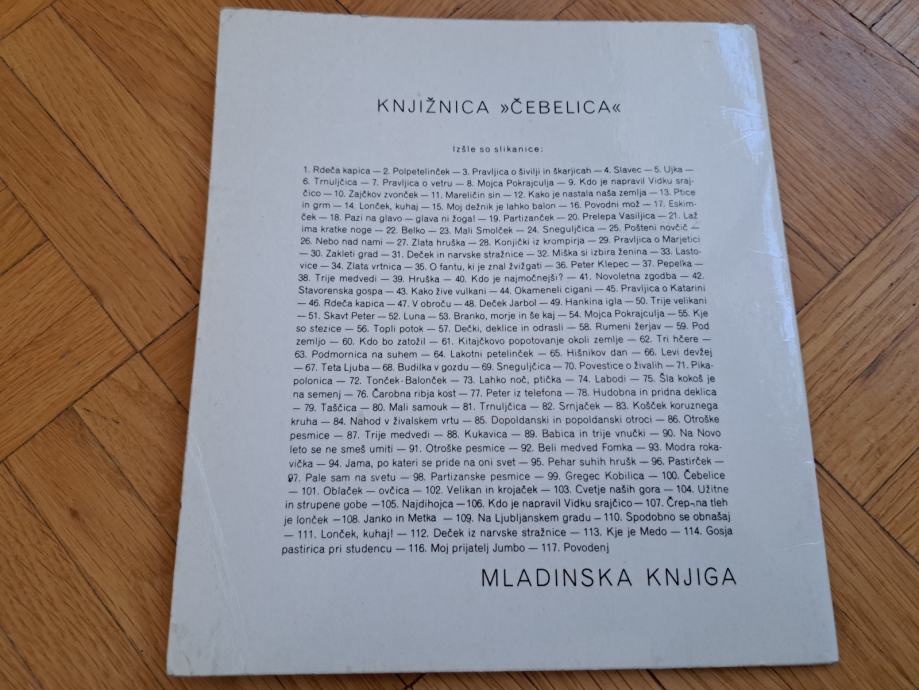 KNJIŽNICA »ČEBELICA«
Izšle so slikanice:
1. Rdeča kapica — 2. Polpetelinček — 3. Pravljica o šivilji in škarjicah — 4. Slavec — 5. Ujka —
6. Trnuljčica — 7. Pravljica o vetru — 8. Mojca Pokrajculja — 9. Kdo je napravil Vidku sraj-
čico — 10. Zajčkov zvonček — 11. Mareličin sin — 12. Kako je nastala naša zemlja — 13. Ptice
in grm — 14. Lonček, kuhaj — 15. Moj dežnik je lahko balon — 16. Povodni mož — 17. Eskim-
ček — 18. Pazi na glavo — glava ni žoga! — 19. Partizanček — 20. Prelepa Vasiljica — 21. Laž
ima kratke noge — 22. Belko — 23. Mali Smolček — 24. Sneguljčica — 25. Pošteni novčič —
26. Nebo nad nami — 27. Zlata hruška — 28. Konjički iz krompirja — 29. Pravljica o Marjetici
— 30. Zakleti grad — 31. Deček in narvske stražnice — 32. Miška si izbira ženina — 33. Lasto-
vice — 34. Zlata vrtnica — 35. O fantu, ki je znal žvižgati — 36. Peter Klepec — 37. Pepelka —
38. Trije medvedi — 39. Hruška — 40. Kdo je najmočnejši? — 41. Novoletna zgodba — 42.
Stavorenska gospa — 43. Kako žive vulkani — 44. Okameneli cigani — 45. Pravljica o Katarini
— 46. Rdeča kapica — 47. V obroču — 48. Deček Jarbol — 49. Hankina igla — 50. Trije velikani
— 51. Skavt Peter — 52. Luna — 53. Branko, morje in še kaj — 54. Mojca Pokrajculja — 55. Kje
so stezice — 56. Topli potok — 57. Dečki, deklice in odrasli — 58. Rumeni žerjav — 59. Pod
zemljo — 60. Kdo bo zatožil — 61. Kitajčkovo popotovanje okoli zemlje — 62. Tri hčere —
63. Podmornica na suhem — 64. Lakotni petelinček — 65. Hišnikov dan — 66. Levi devžej
— 67. Teta Ljuba — 68. Budilka v gozdu — 69. Sneguljčica — 70. Povestice o živalih — 71. Pika-
polonica — 72. Tonček-Balonček — 73. Lahko noč, ptička — 74. Labodi — 75. Šla kokoš je
na semenj — 76. Čarobna ribja kost — 77. Peter iz telefona — 78. Hudobna in pridna deklica
— 79. Taščica — 80. Mali samouk — 81. Trnuljčica — 82. Srnjaček — 83. Košček koruznega
kruha — 84. Nahod v živalskem vrtu — 85. Dopoldanski in popoldanski otroci — 86. Otroške
pesmice — 87. Trije medvedi — 88. Kukavica — 89. Babica in trije vnučki — 90. Na Novo
leto se ne smeš umiti — 91. Otroške pesmice — 92. Beli medved Fomka — 93. Modra roka-
vička — 94. Jama, po kateri se pride na oni svet — 95. Pehar suhih hrušk — 96. Pastirček —
97. Pale sam na svetu — 98. Partizanske pesmice — 99. Gregec Kobilica — 100. Čebelice
— 101. Oblaček — ovčica — 102. Velikan in krojaček — 103. Cvetje naših gora — 104. Užitne
in strupene gobe —105. Najdihojca — 106. Kdo je napravil Vidku srajčico — 107. Črep na tleh
je lonček —108. Janko in Metka — 109. Na Ljubljanskem gradu — 110. Spodobno se obnašaj
— 111. Lonček, kuhaj! — 112. Deček iz narvske stražnice — 113. Kje je Medo — 114. Gosja
pastirica pri studencu — 116. Moj prijatelj Jumbo — 117. Povodenj
MLADINSKA KNJIGA